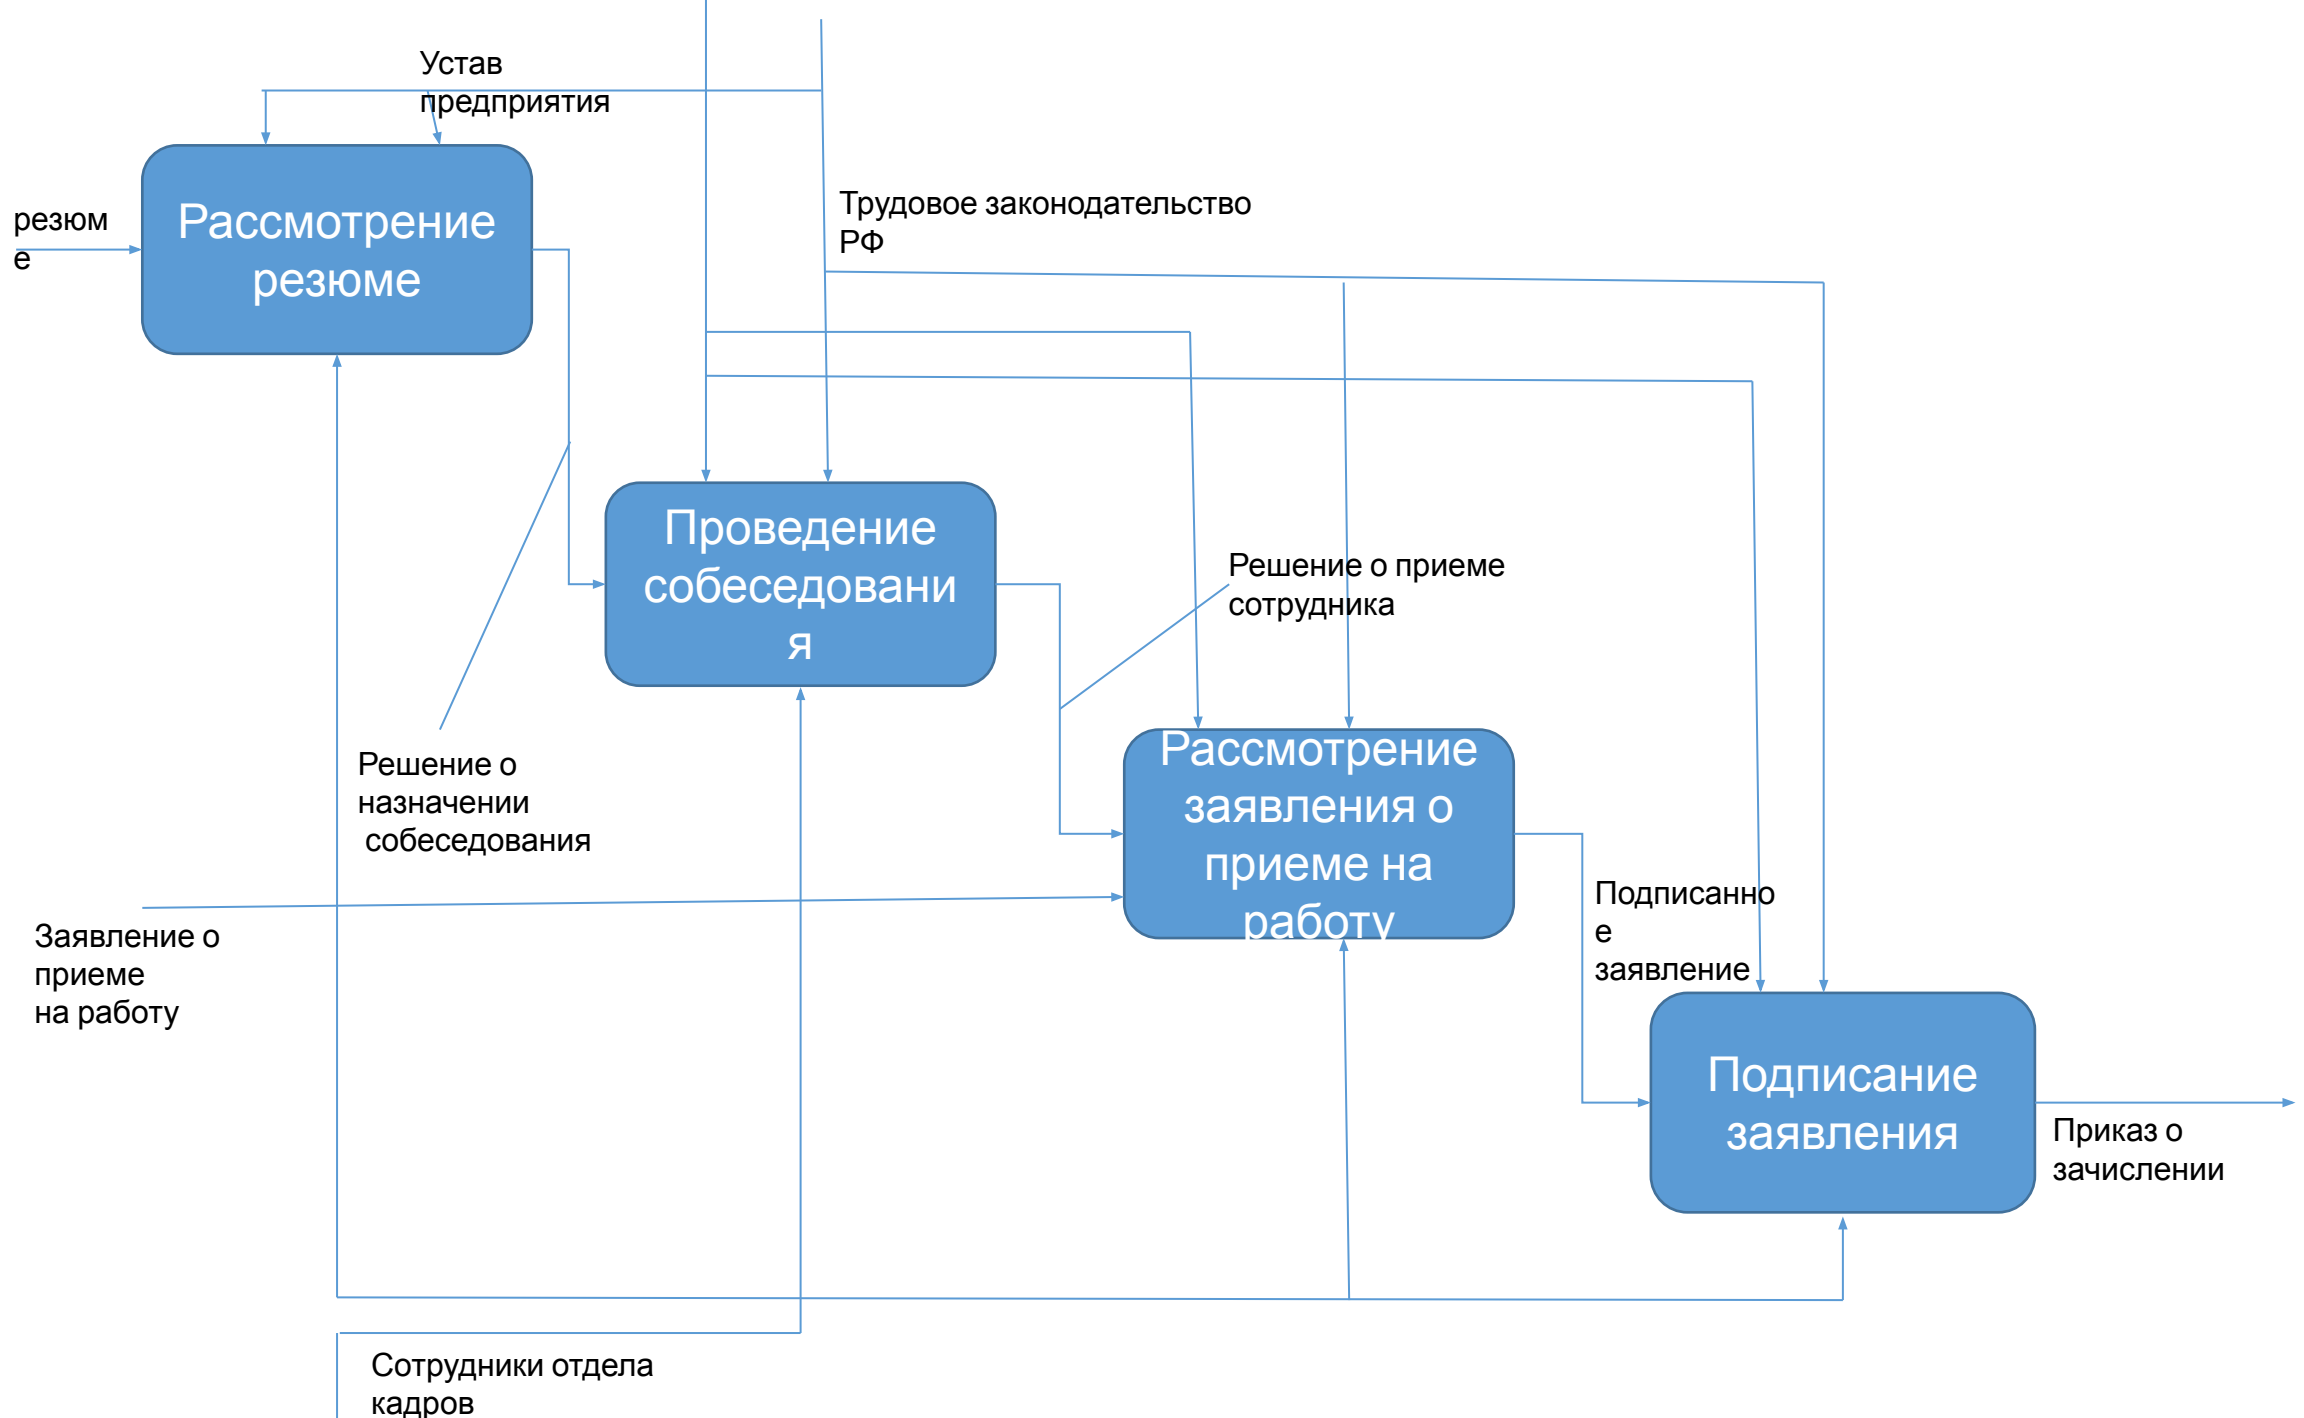 Устав
предприятия
резюм
е
Рассмотрение
резюме
Трудовое законодательство
РФ
Проведение
собеседовани
я
Решение о приеме
сотрудника
Решение о
назначении
собеседования
Рассмотрение
заявления о
приеме на
работу
Заявление о
приеме
на работу
Подписанно
е
заявление
Подписание
заявления
Приказ о
зачислении
Сотрудники отдела
кадров